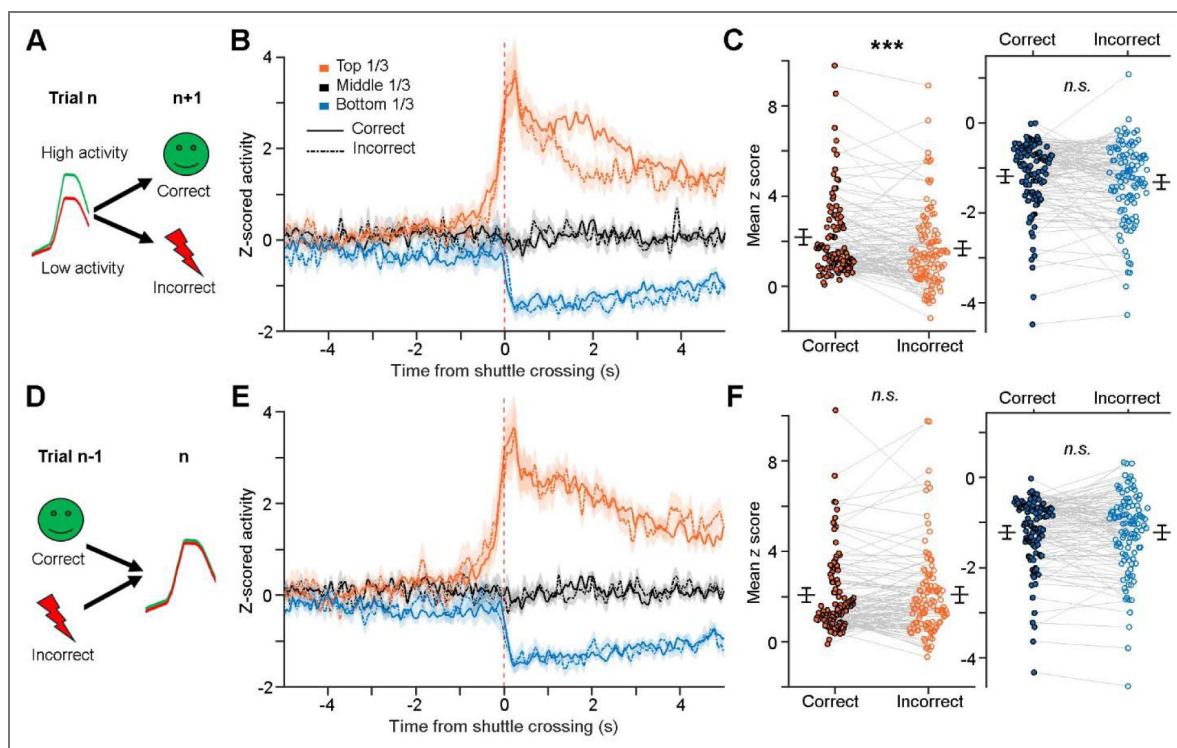 A
Trial n
n+1
High activity
Correct
Low activity
Incorrect
B
Z-scored activity
4
2
0
-2
Top 1/3
Middle 1/3
Bottom 1/3
Correct
Incorrect
-4
-2
0
2
4
Time from shuttle crossing (s)
C
***
Mean z score
8
4
0
Correct
Incorrect
Correct
Incorrect
n.s.
-0
-2
-4
D
Trial n-1
n
Correct
Incorrect
E
Z-scored activity
4
2
0
-2
-4
-2
0
2
4
Time from shuttle crossing (s)
F
n.s.
Mean z score
8
4
0
Correct
Incorrect
Correct
Incorrect
n.s.
-0
-2
-4